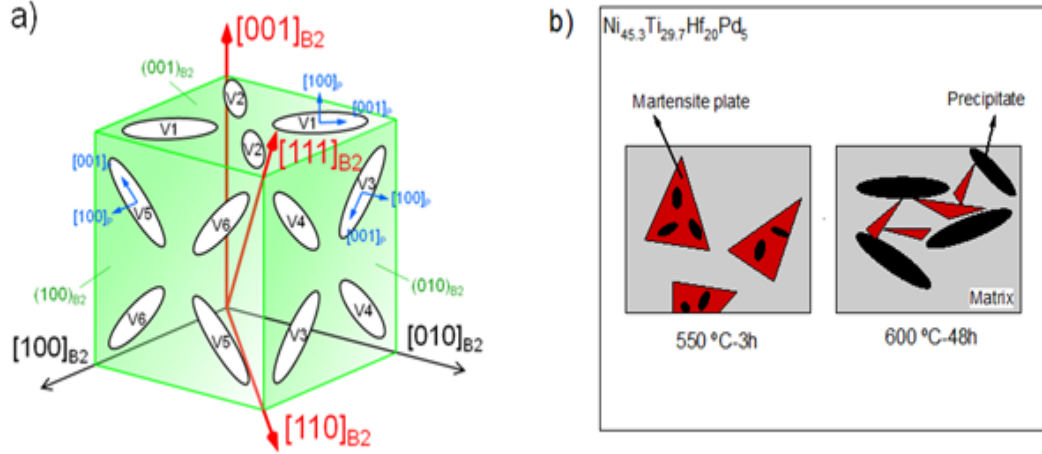 a)
[001]B2
(001)B2
V2
[100]P
[001]P
V1
V1
V2
[111]B2
[001]
V3
[100]P
[100]P
V5
V6
V4
[001]P
(100)B2
(010)B2
V6
V5
V3
V4
[100]B2
[010]B2
[110]B2
b)
Ni45.3Ti29.7Hf20Pd5
Martensite plate
Precipitate
Matrix
550 ºC-3h
600 ºC-48h